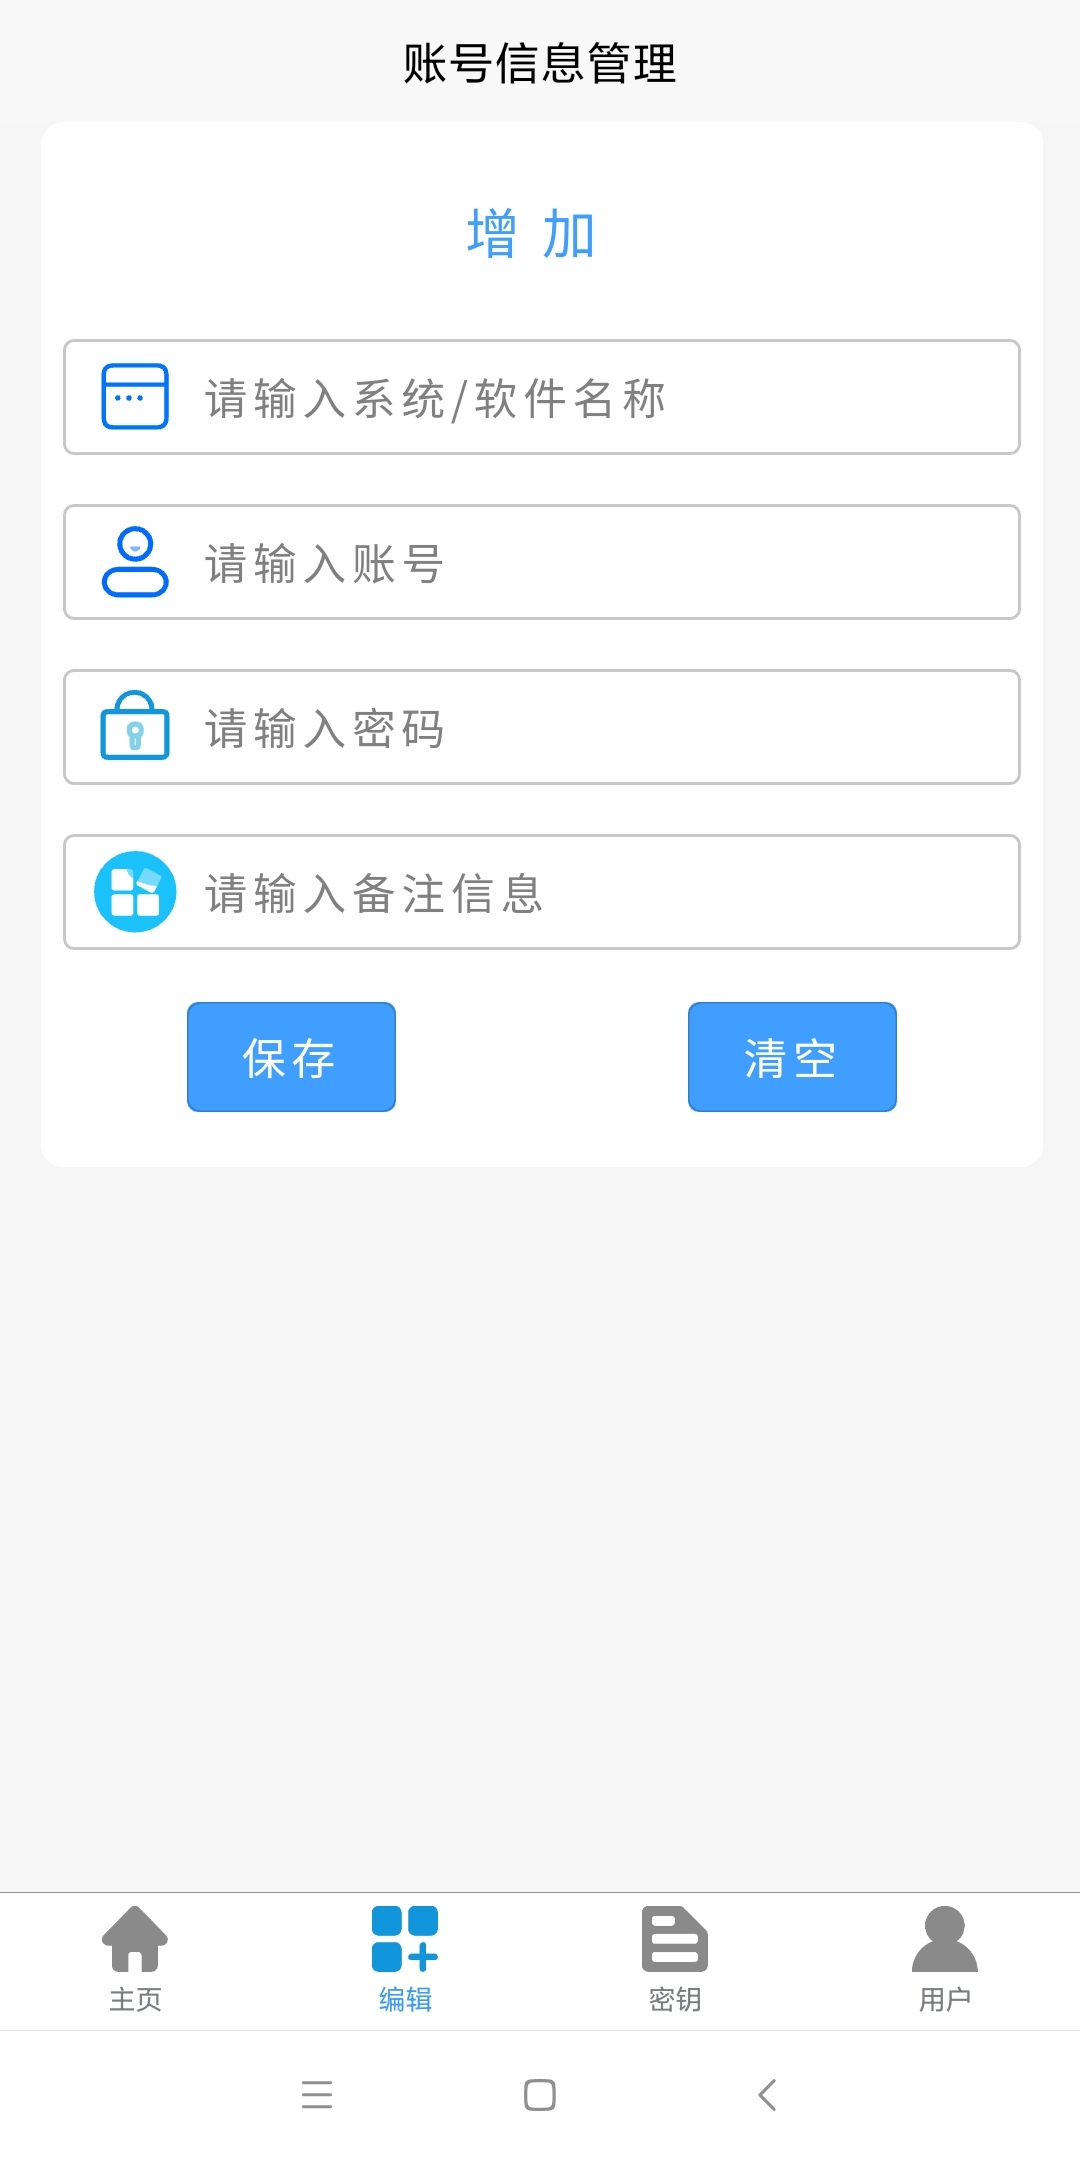 账号信息管理
增 加
请输入系统/软件名称
请输入账号
请输入密码
请输入备注信息
保存 清空
主页 编辑 密钥 用户